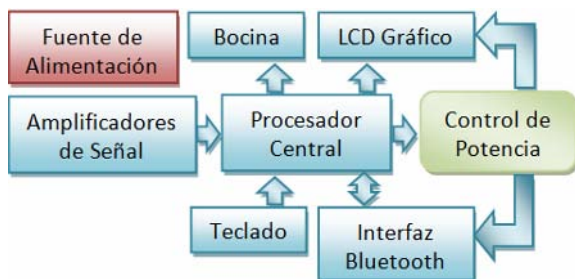 Fuente de
Alimentación
Bocina
LCD Gráfico
Amplificadores
de Señal
Procesador
Central
Control de
Potencia
Teclado
Interfaz
Bluetooth